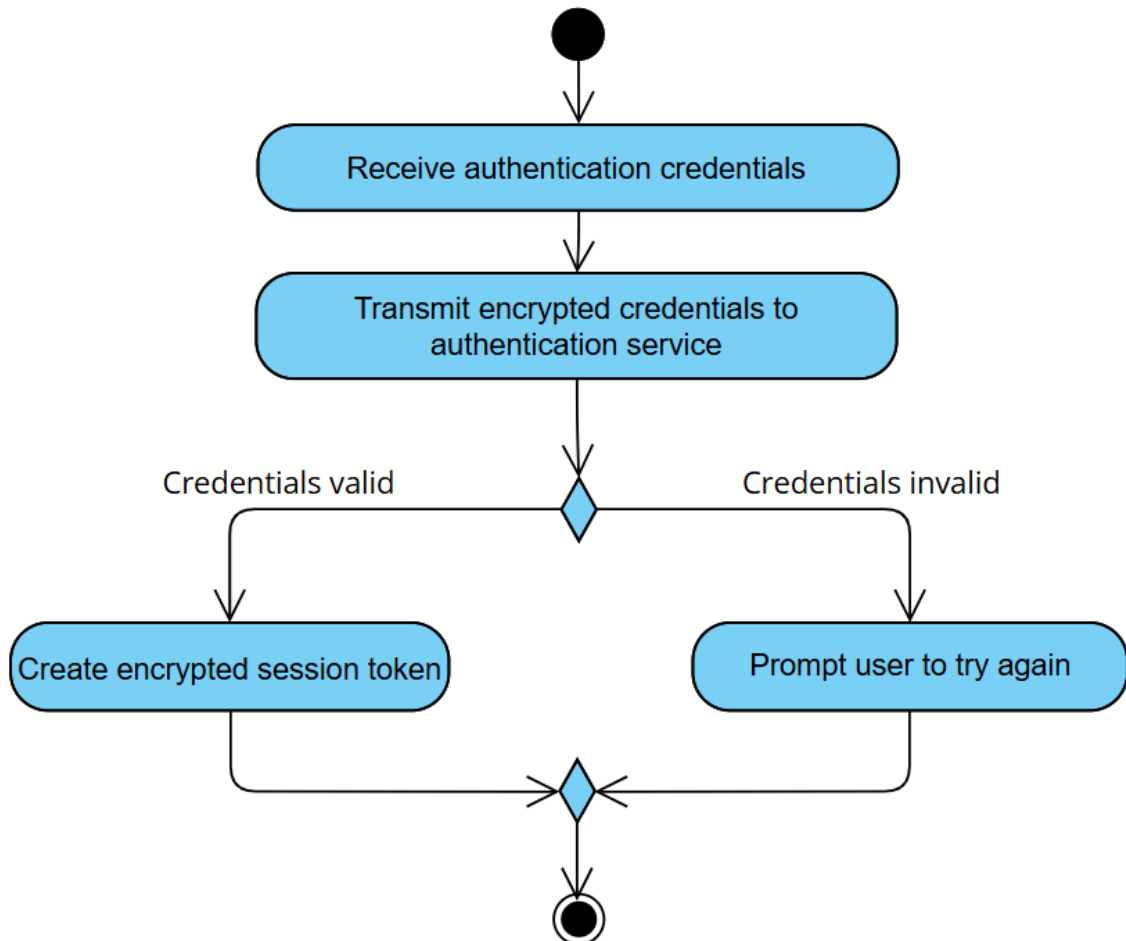 Receive authentication credentials
Transmit encrypted credentials to
authentication service
Credentials valid
Credentials invalid
Create encrypted session token
Prompt user to try again